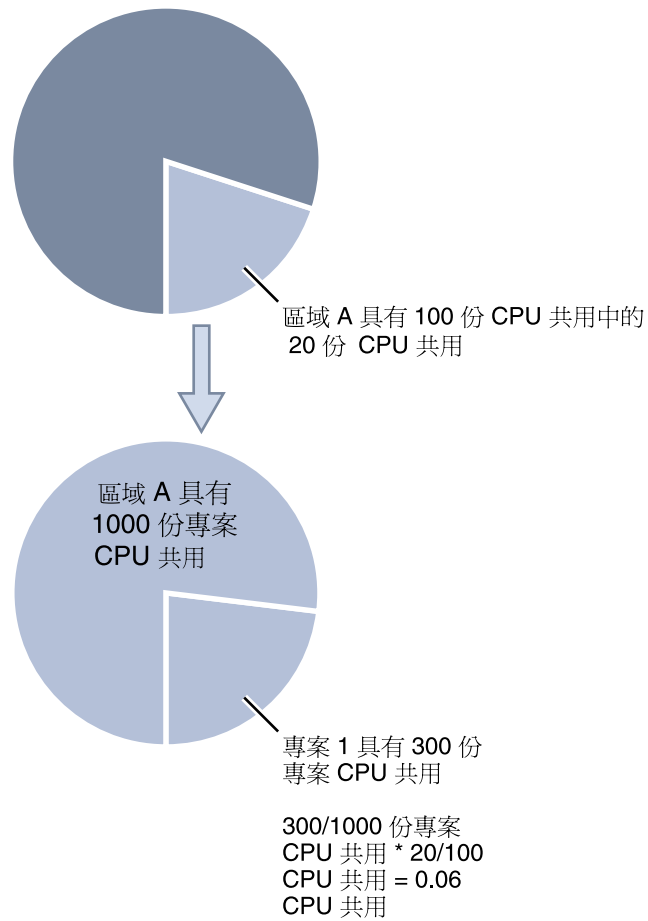 區域 A 具有 100 份 CPU 共用中的
20 份 CPU 共用
區域 A 具有
1000 份專案
CPU 共用
專案 1 具有 300 份
專案 CPU 共用
300/1000 份專案
CPU 共用 * 20/100
CPU 共用 = 0.06
CPU 共用